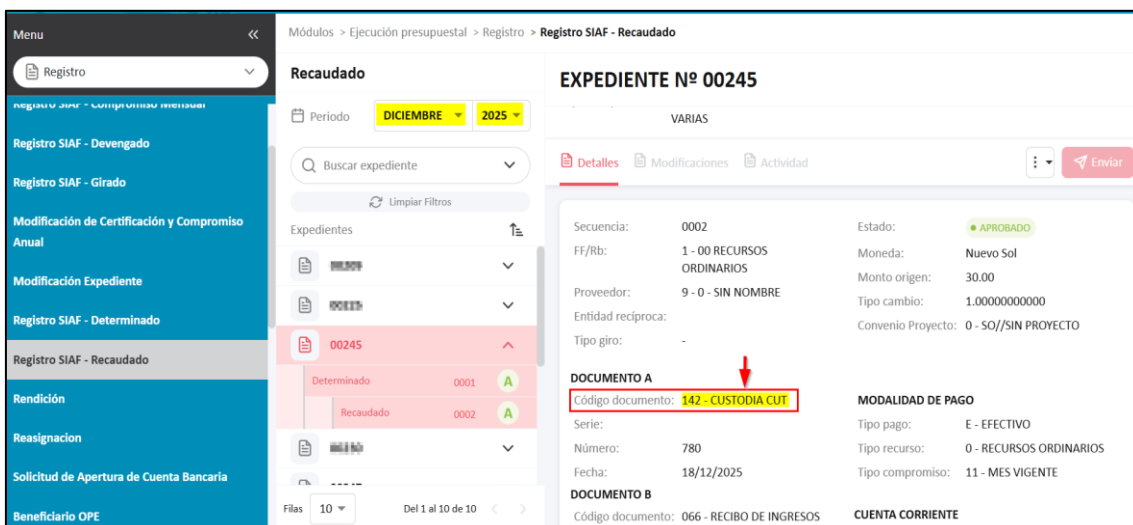 Menu «
Registro
Registro SIAF - Compromiso Mensual
Registro SIAF - Devengado
Registro SIAF - Girado
Modificación de Certificación y Compromiso
Anual
Modificación Expediente
Registro SIAF - Determinado
Registro SIAF - Recaudado
Rendición
Reasignacion
Solicitud de Apertura de Cuenta Bancaria
Beneficiario OPE
Módulos > Ejecución presupuestal > Registro > Registro SIAF - Recaudado
Recaudado
Periodo DICIEMBRE 2025
Buscar expediente
Limpiar Filtros
Expedientes
00245
Determinado 0001 A
Recaudado 0002 A
Filas 10 Del 1 al 10 de 10 < >
EXPEDIENTE Nº 00245
VARIAS
Detalles Modificaciones Actividad Enviar
Secuencia: 0002 Estado: APROBADO
FF/Rb: 1 - 00 RECURSOS Moneda: Nuevo Sol
ORDINARIOS Monto origen: 30.00
Proveedor: 9 - 0 - SIN NOMBRE Tipo cambio: 1.00000000000
Entidad recíproca: Convenio Proyecto: 0 - SO//SIN PROYECTO
Tipo giro: -
DOCUMENTO A
Código documento: 142 - CUSTODIA CUT MODALIDAD DE PAGO
Serie: Tipo pago: E - EFECTIVO
Número: 780 Tipo recurso: 0 - RECURSOS ORDINARIOS
Fecha: 18/12/2025 Tipo compromiso: 11 - MES VIGENTE
DOCUMENTO B
Código documento: 066 - RECIBO DE INGRESOS CUENTA CORRIENTE